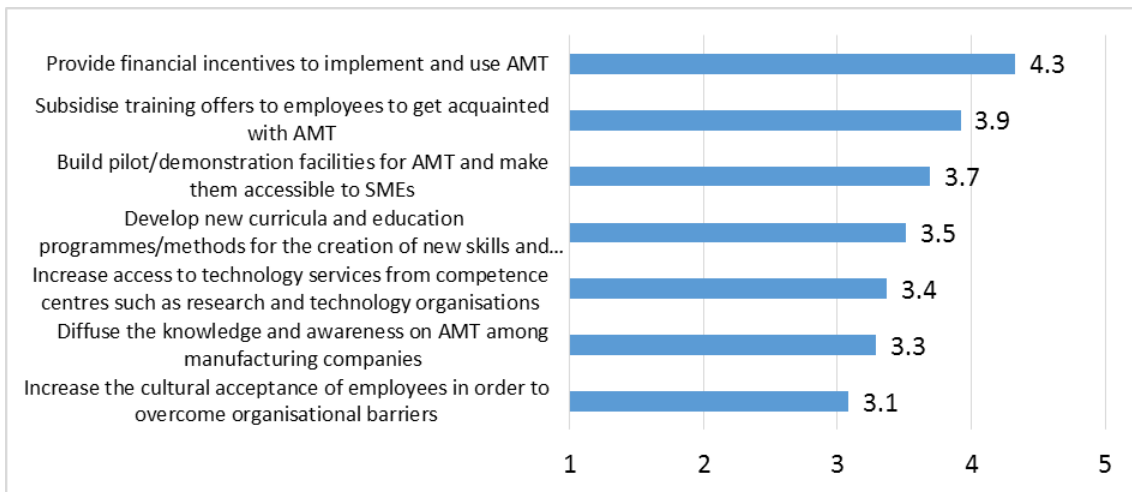 Provide financial incentives to implement and use AMT
4.3
Subsidise training offers to employees to get acquainted
with AMT
3.9
Build pilot/demonstration facilities for AMT and make
them accessible to SMEs
3.7
Develop new curricula and education
programmes/methods for the creation of new skills and...
3.5
Increase access to technology services from competence
centres such as research and technology organisations
3.4
Diffuse the knowledge and awareness on AMT among
manufacturing companies
3.3
Increase the cultural acceptance of employees in order to
overcome organisational barriers
3.1
1 2 3 4 5